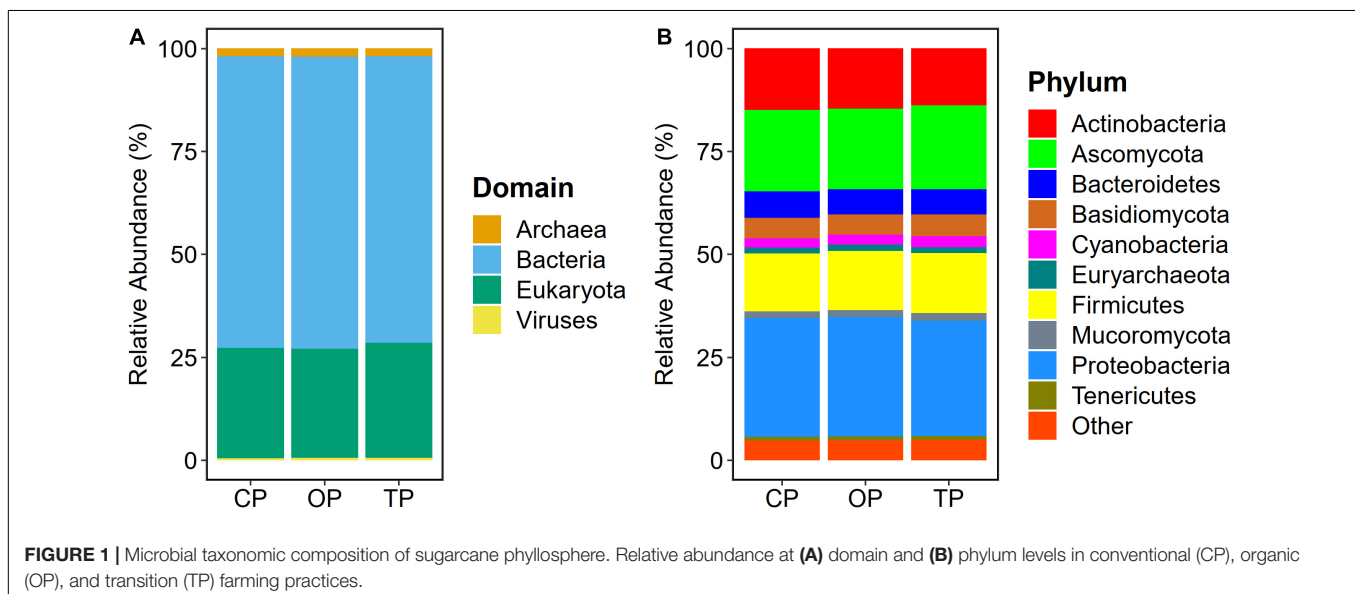 A
Relative Abundance (%)
100
75
50
25
0
CP OP TP
Domain
Archaea
Bacteria
Eukaryota
Viruses
B
Relative Abundance (%)
100
75
50
25
0
CP OP TP
Phylum
Actinobacteria
Ascomycota
Bacteroidetes
Basidiomycota
Cyanobacteria
Euryarchaeota
Firmicutes
Mucoromycota
Proteobacteria
Tenericutes
Other
FIGURE 1 | Microbial taxonomic composition of sugarcane phyllosphere. Relative abundance at (A) domain and (B) phylum levels in conventional (CP), organic
(OP), and transition (TP) farming practices.